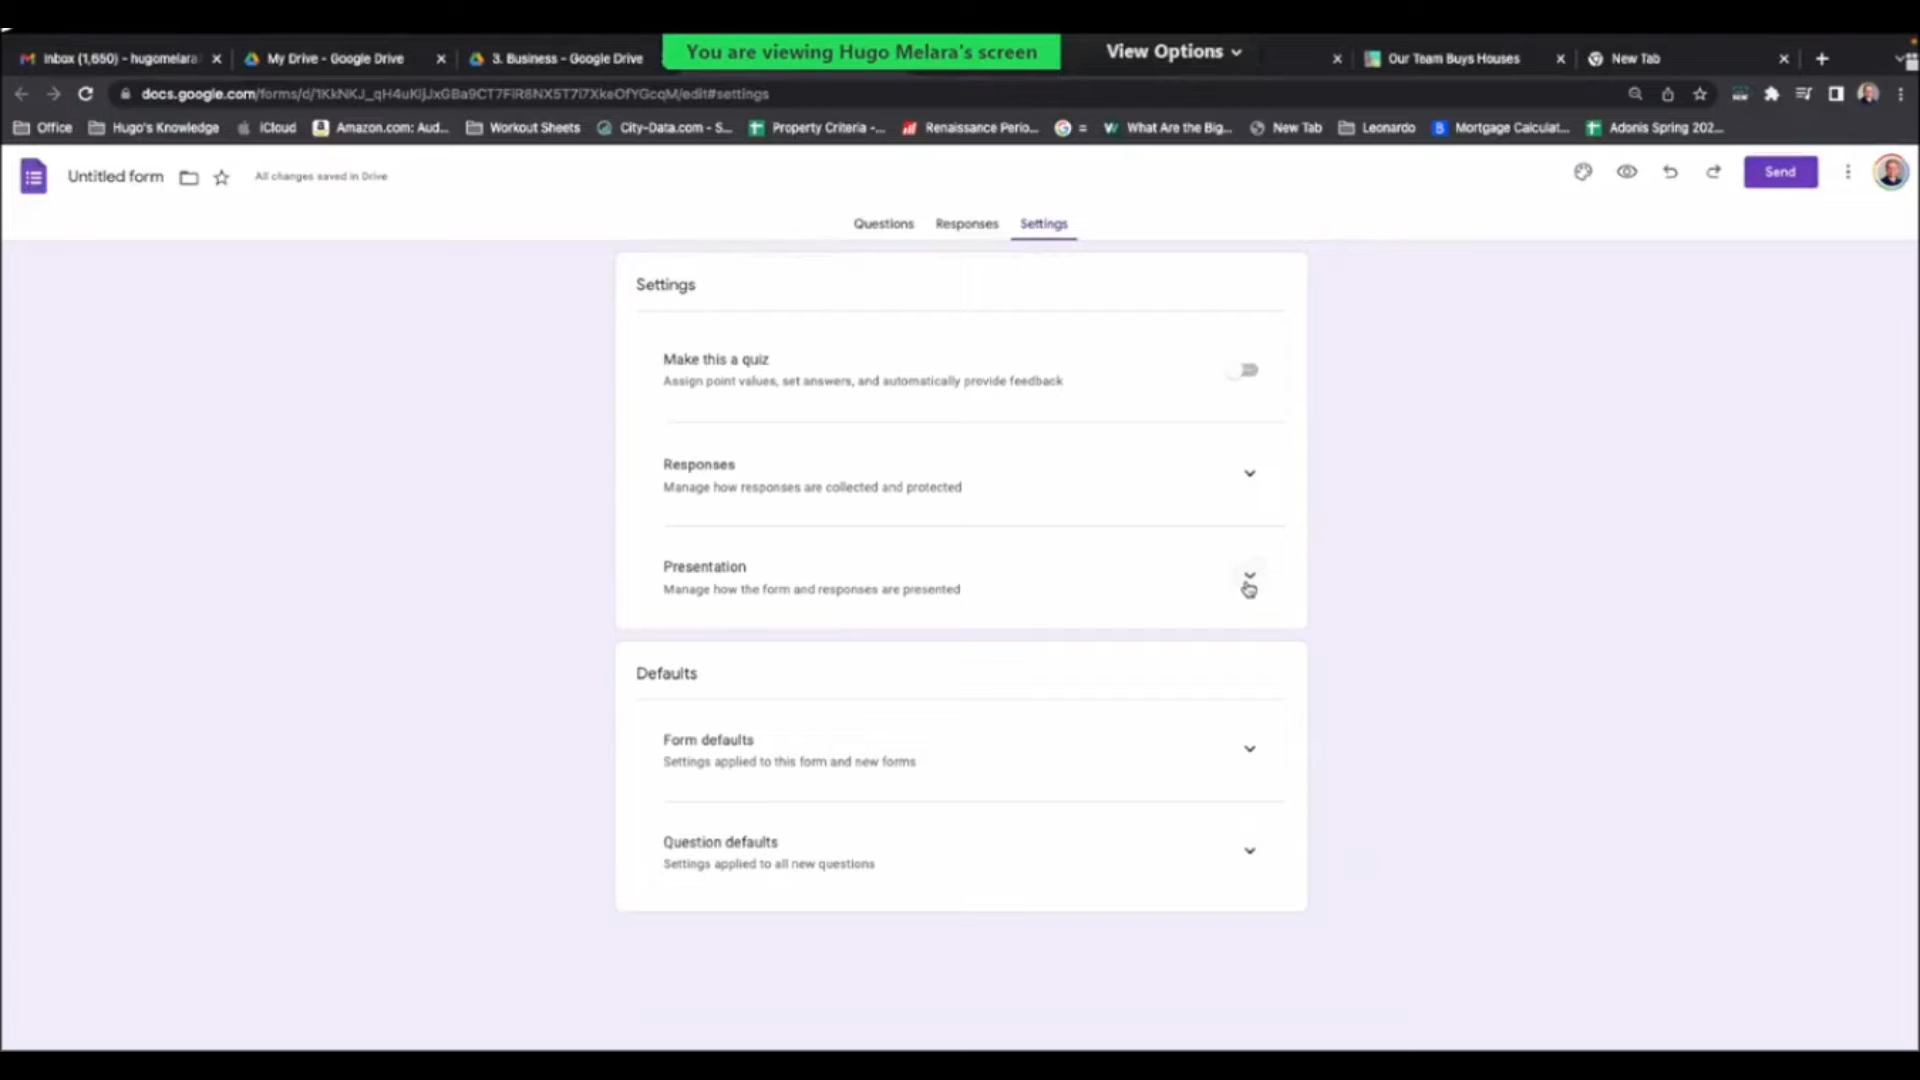 Inbox (1,650) - hugomelara
My Drive - Google Drive
3. Business - Google Drive
You are viewing Hugo Melara's screen
View Options
Our Team Buys Houses
New Tab
docs.google.com/forms/d/1KkNKJ_qH4uKljJxGBa9CT7FiR8NX5T7i7XkeOfYGcqM/edit#settings
Office
Hugo's Knowledge
iCloud
Amazon.com: Aud...
Workout Sheets
City-Data.com - S...
Property Criteria -...
Renaissance Perio...
=
What Are the Big...
New Tab
Leonardo
Mortgage Calculat...
Adonis Spring 202...
Untitled form
All changes saved in Drive
Send
Questions
Responses
Settings
Settings
Make this a quiz
Assign point values, set answers, and automatically provide feedback
Responses
Manage how responses are collected and protected
Presentation
Manage how the form and responses are presented
Defaults
Form defaults
Settings applied to this form and new forms
Question defaults
Settings applied to all new questions